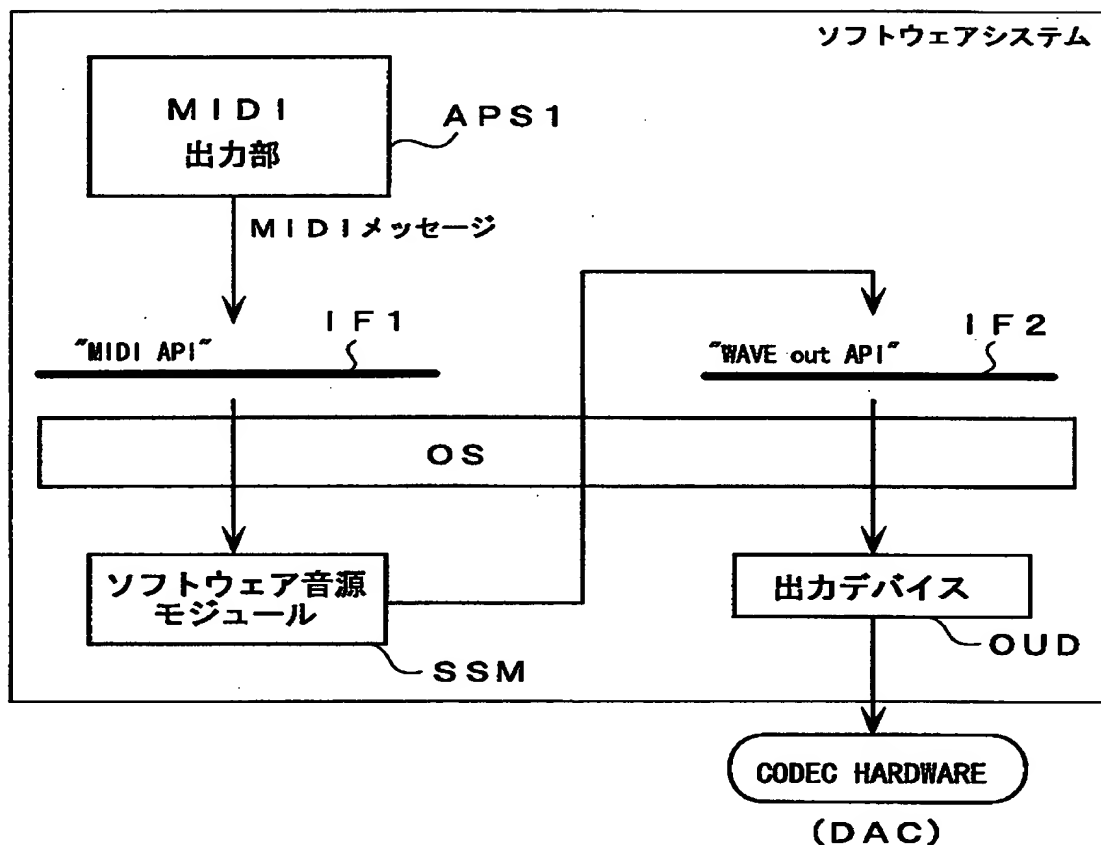 ソフトウェアシステム
MIDI
出力部
APS1
MIDIメッセージ
IF1
"MIDI API"
IF2
"WAVE out API"
OS
ソフトウェア音源
モジュール
SSM
出力デバイス
OUD
CODEC HARDWARE
(DAC)